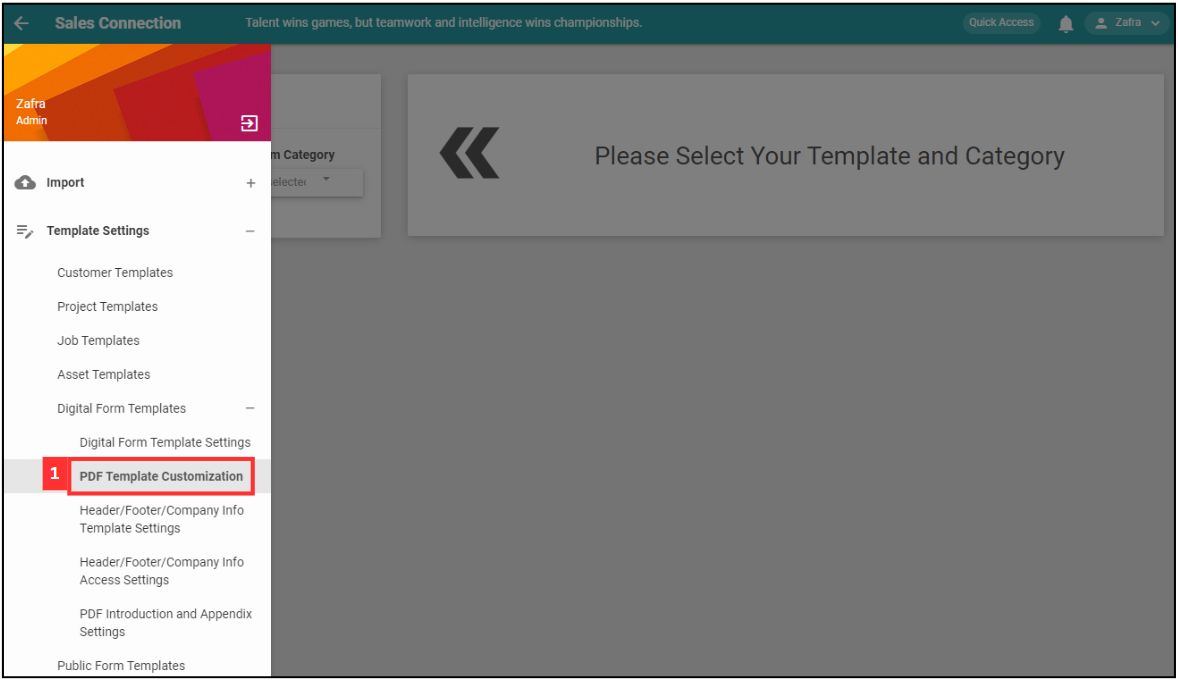 Sales Connection
Talent wins games, but teamwork and intelligence wins championships.
Quick Access
Zafra
Zafra
Admin
Import
Template Settings
Customer Templates
Project Templates
Job Templates
Asset Templates
Digital Form Templates
Digital Form Template Settings
1 PDF Template Customization
Header/Footer/Company Info
Template Settings
Header/Footer/Company Info
Access Settings
PDF Introduction and Appendix
Settings
Public Form Templates
m Category
Please Select Your Template and Category